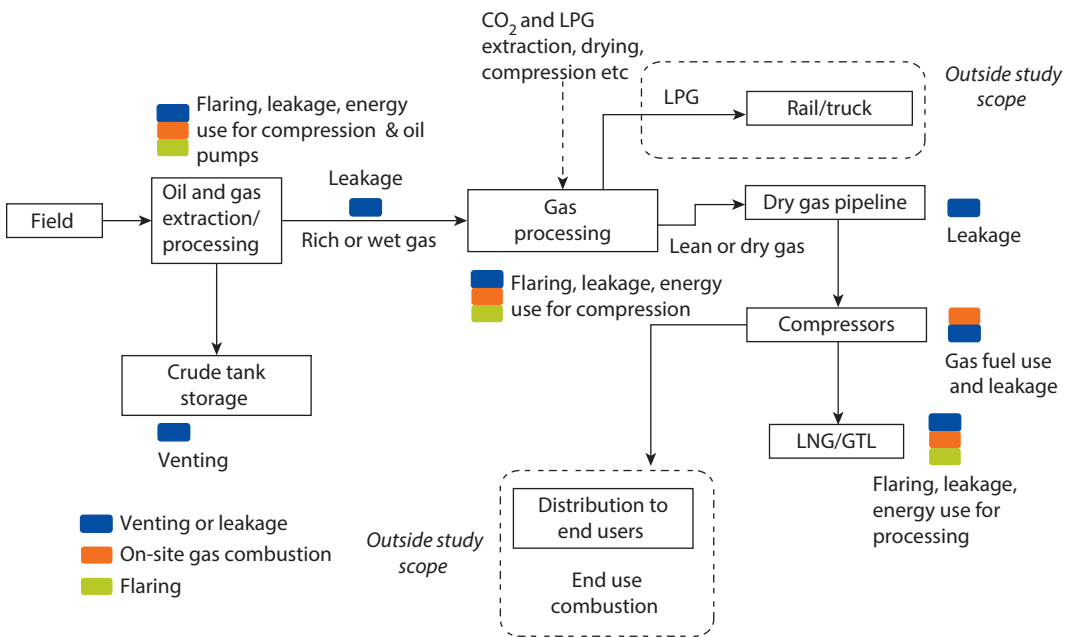 CO₂ and LPG
extraction, drying,
compression etc
Outside study
scope
LPG
Rail/truck
Flaring, leakage, energy
use for compression & oil
pumps
Leakage
Field
Oil and gas
extraction/
processing
Rich or wet gas
Gas
processing
Lean or dry gas
Dry gas pipeline
Leakage
Flaring, leakage, energy
use for compression
Compressors
Gas fuel use
and leakage
Crude tank
storage
Venting
LNG/GTL
Flaring, leakage,
energy use for
processing
Venting or leakage
On-site gas combustion
Flaring
Outside study
scope
Distribution to
end users
End use
combustion